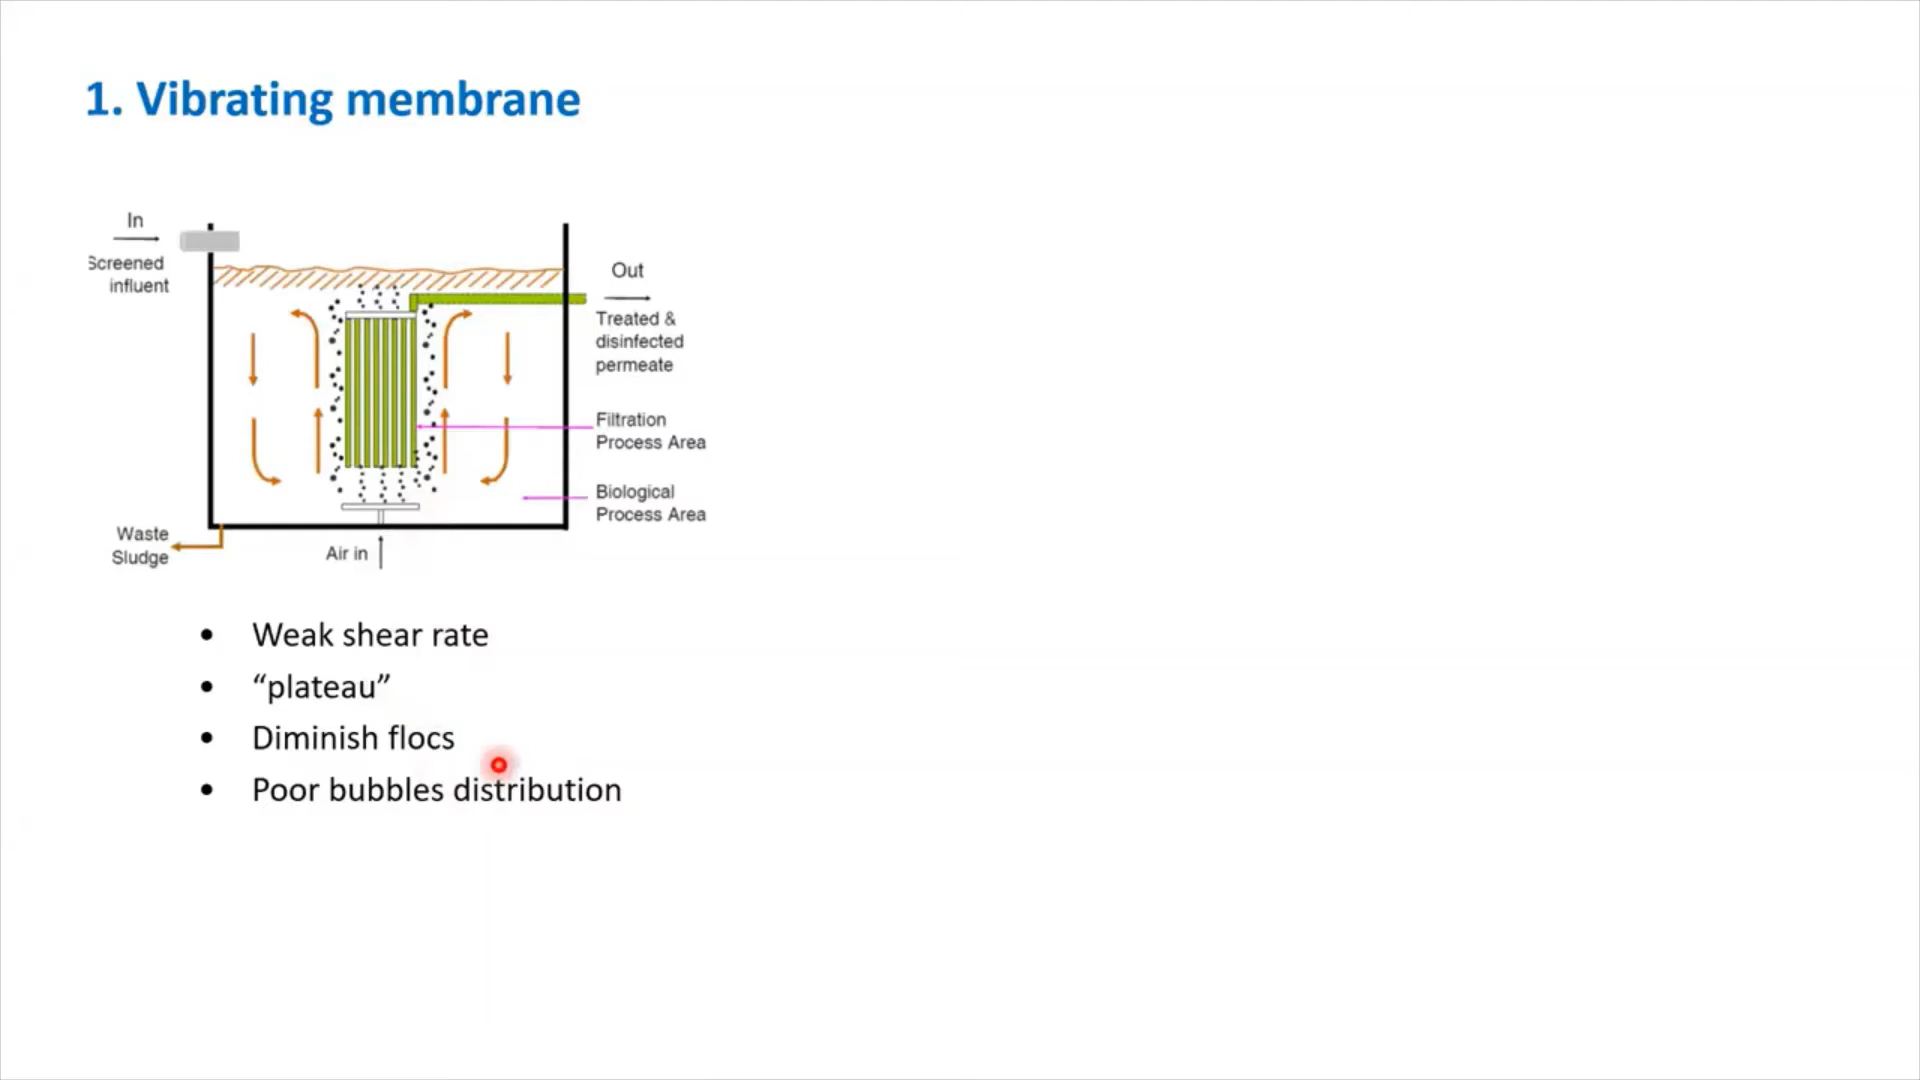 1. Vibrating membrane
In
Screened
influent
Out
Treated &
disinfected
permeate
Filtration
Process Area
Biological
Process Area
Waste
Sludge
Air in
• Weak shear rate
• “plateau”
• Diminish flocs
• Poor bubbles distribution